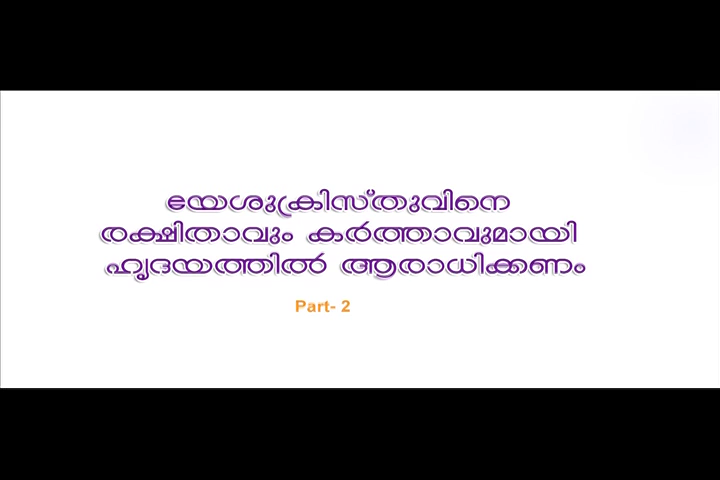 യേശുക്രിസ്തുവിനെ
രക്ഷിതാവും കർത്താവുമായി
ഹൃദയത്തിൽ ആരാധിക്കണം
Part- 2